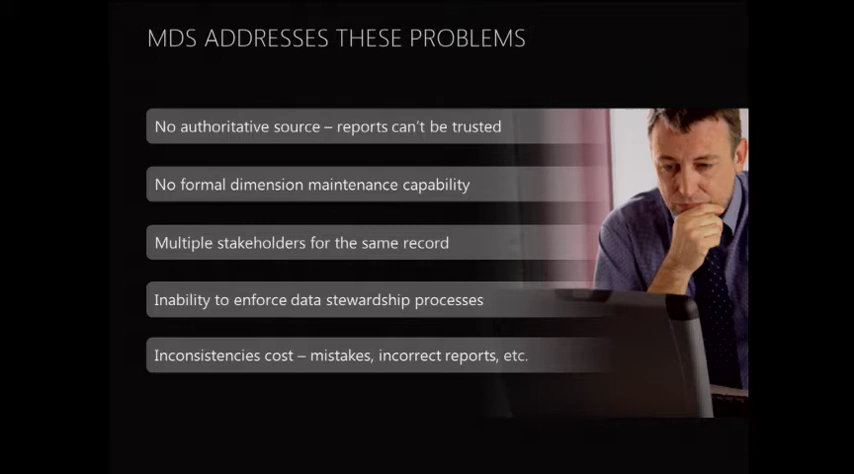 MDS ADDRESSES THESE PROBLEMS
No authoritative source – reports can't be trusted
No formal dimension maintenance capability
Multiple stakeholders for the same record
Inability to enforce data stewardship processes
Inconsistencies cost – mistakes, incorrect reports, etc.